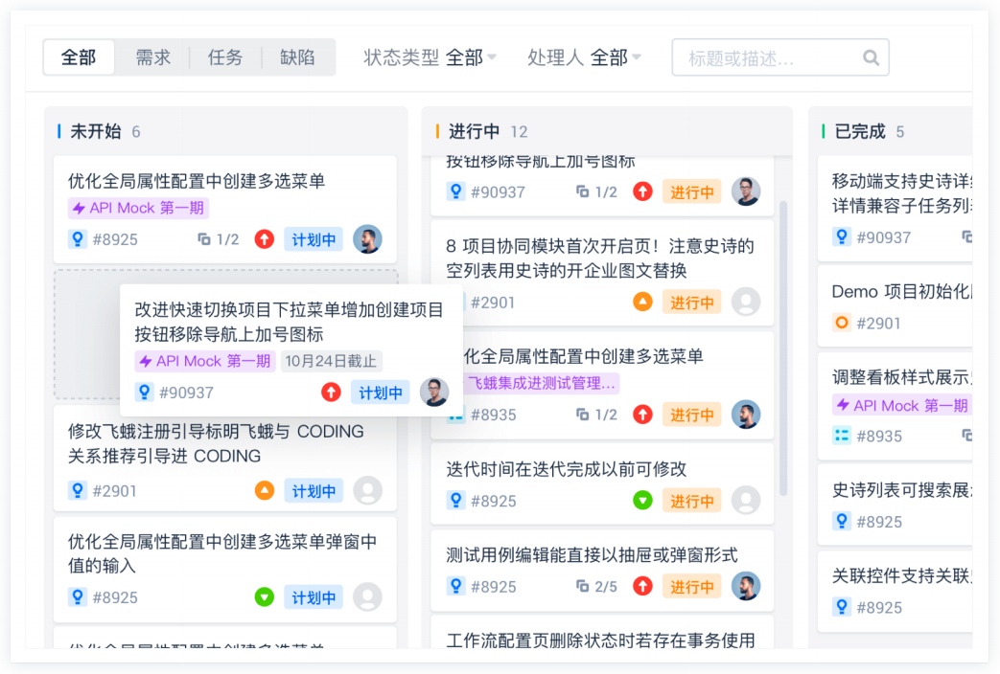 全部 需求 任务 缺陷 状态类型 全部 处理人 全部 标题或描述...
未开始 6
优化全局属性配置中创建多选菜单
API Mock 第一期
#8925 1/2 计划中
改进快速切换项目下拉菜单增加创建项目
按钮移除导航上加号图标
API Mock 第一期 10月24日截止
#90937 计划中
修改飞蛾注册引导标明飞蛾与 CODING
关系推荐引导进 CODING
#2901 计划中
优化全局属性配置中创建多选菜单弹窗中
值的输入
#8925 计划中
进行中 12
按钮移除导航上加号图标
#90937 1/2 进行中
8 项目协同模块首次开启页！注意史诗的
空列表用史诗的开企业图文替换
#2901 进行中
化全局属性配置中创建多选菜单
飞蛾集成进测试管理...
#8935 1/2 进行中
迭代时间在迭代完成以前可修改
#8925 进行中
测试用例编辑能直接以抽屉或弹窗形式
#8925 2/5 进行中
工作流配置页删除状态时若存在事务使用
已完成 5
移动端支持史诗详
详情兼容子任务列
#90937
Demo 项目初始化
#2901
调整看板样式展示
API Mock 第一期
#8935
史诗列表可搜索展
#8925
关联控件支持关联
#8925